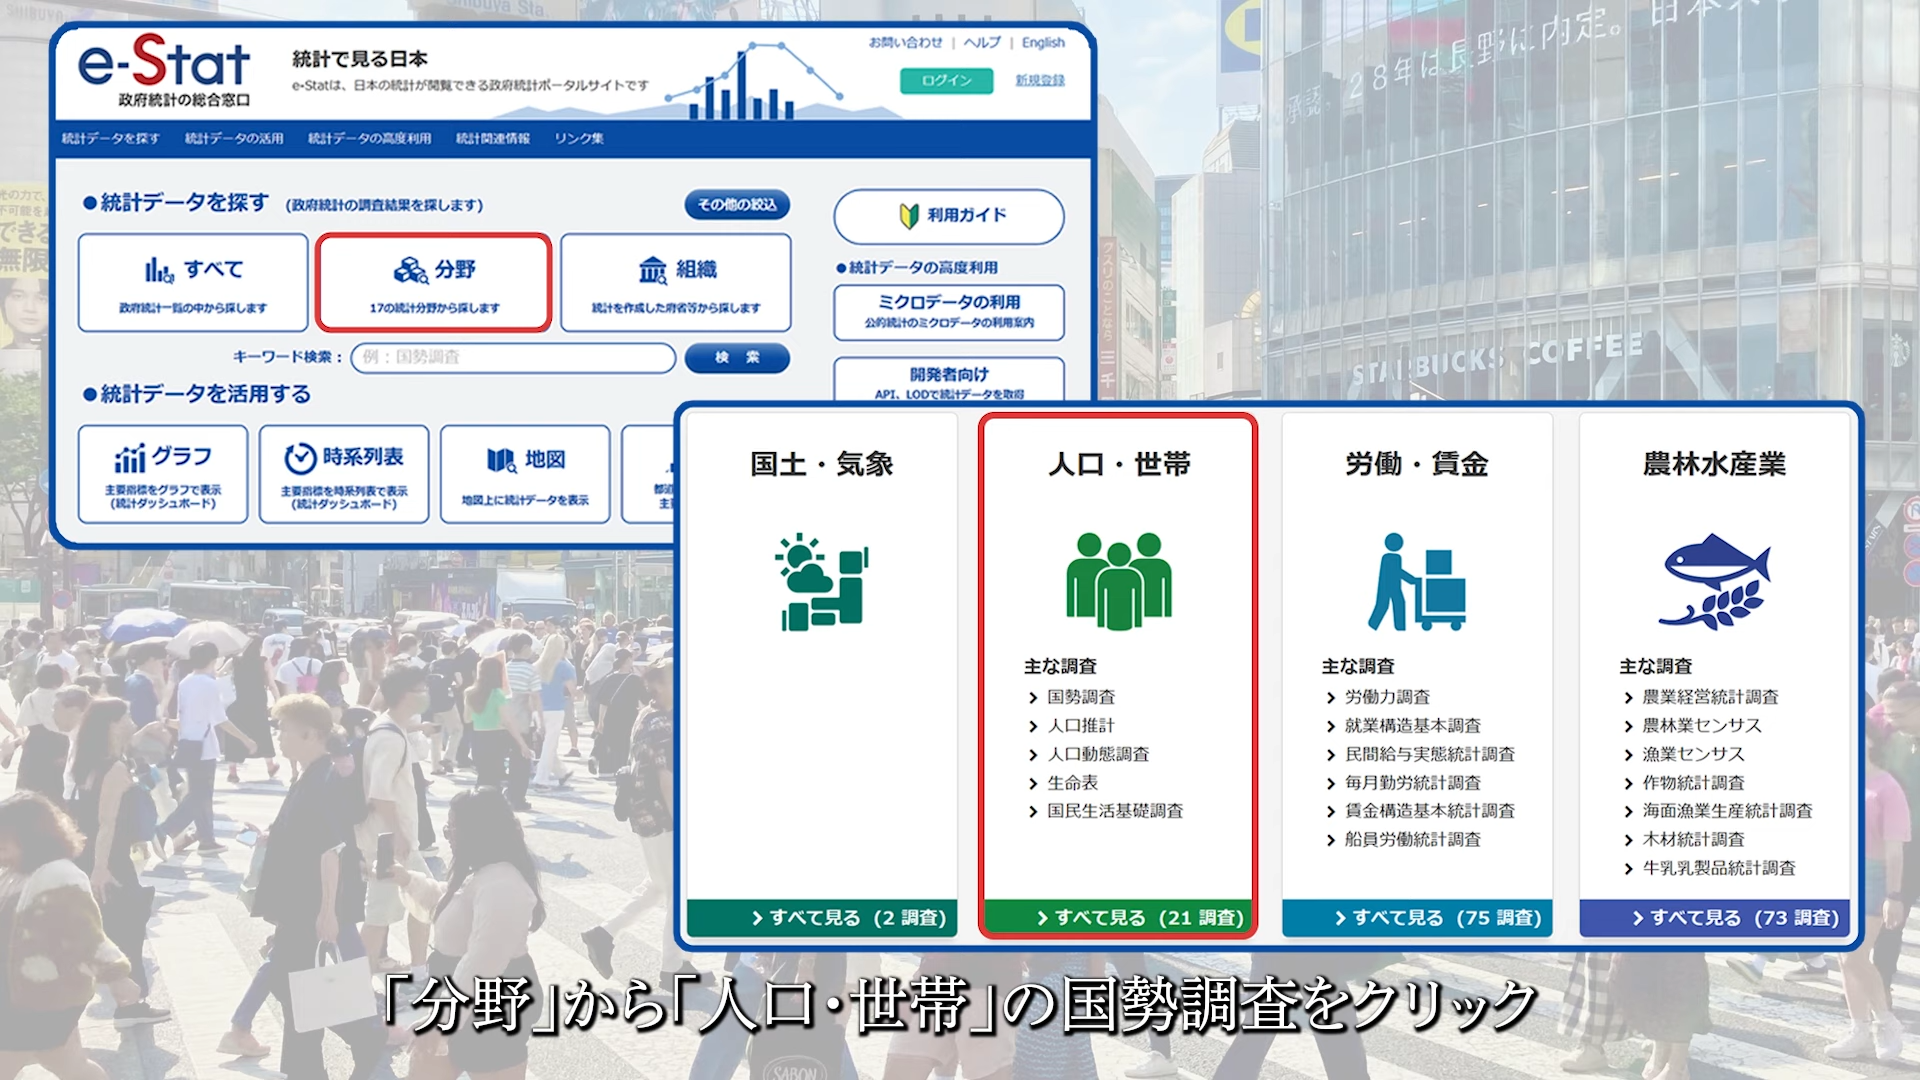 e-Stat
政府統計の総合窓口
統計で見る日本
e-Statは、日本の統計が閲覧できる政府統計ポータルサイトです
お問い合わせ | ヘルプ | English
ログイン
新規登録
統計データを探す 統計データの活用 統計データの高度利用 統計関連情報 リンク集
●統計データを探す (政府統計の調査結果を探します)
その他の絞込
すべて
政府統計一覧の中から探します
分野
17の統計分野から探します
組織
統計を作成した府省等から探します
キーワード検索: 例:国勢調査
検 索
●統計データを活用する
グラフ
主要指標をグラフで表示
(統計ダッシュボード)
時系列表
主要指標を時系列表で表示
(統計ダッシュボード)
地図
地図上に統計データを表示
利用ガイド
●統計データの高度利用
ミクロデータの利用
公的統計のミクロデータの利用案内
開発者向け
API、LODで統計データを取得
国土・気象
すべて見る (2 調査)
人口・世帯
主な調査
国勢調査
人口推計
人口動態調査
生命表
国民生活基礎調査
すべて見る (21 調査)
労働・賃金
主な調査
労働力調査
就業構造基本調査
民間給与実態統計調査
毎月勤労統計調査
賃金構造基本統計調査
船員労働統計調査
すべて見る (75 調査)
農林水産業
主な調査
農業経営統計調査
農林業センサス
漁業センサス
作物統計調査
海面漁業生産統計調査
木材統計調査
牛乳乳製品統計調査
すべて見る (73 調査)
28年は長野に内定。
STARBUCKS COFFEE
SABON
「分野」から「人口・世帯」の国勢調査をクリック